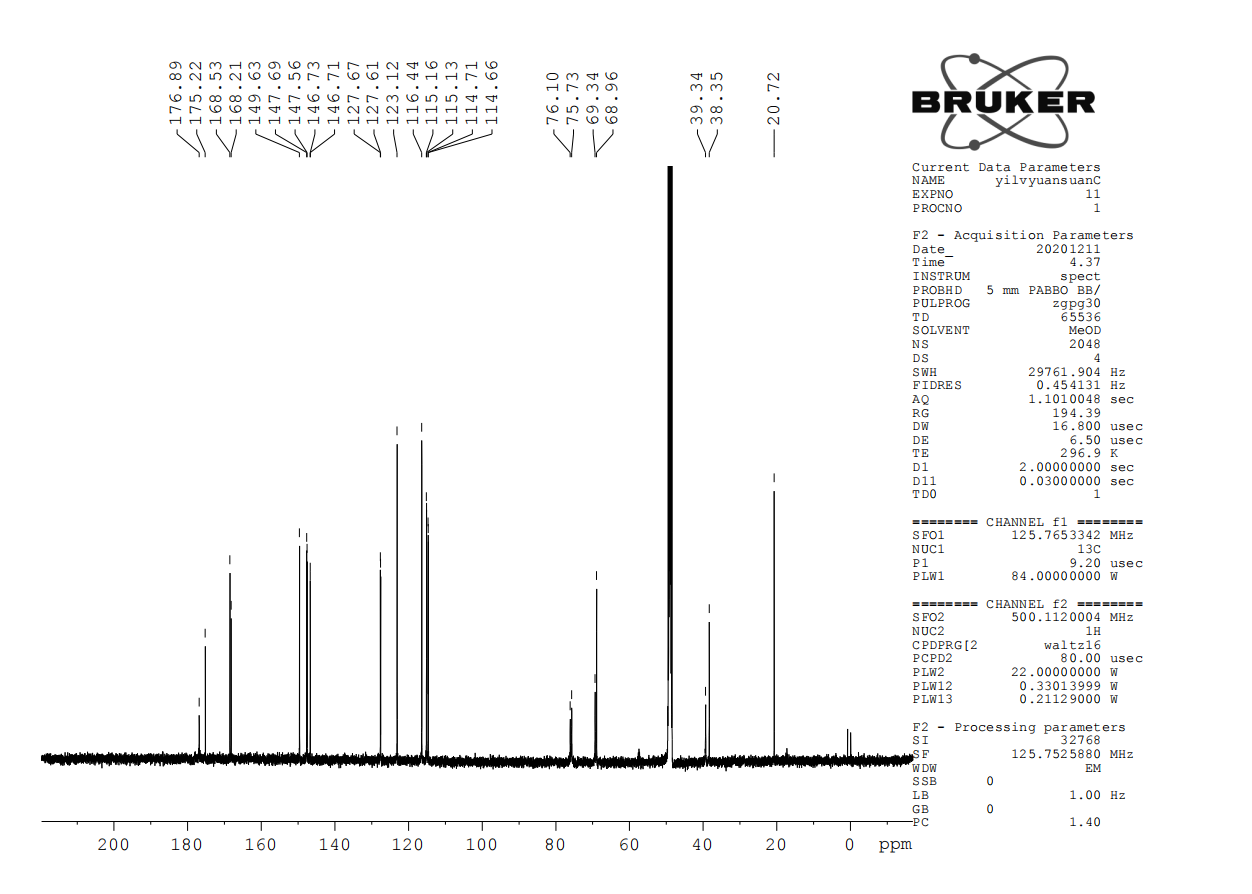 176.89
175.22
168.53
168.21
149.63
147.69
147.56
146.73
146.71
127.67
127.61
123.12
116.44
115.16
115.13
114.71
114.66
76.10
75.73
69.34
68.96
39.34
38.35
20.72
BRUKER
Current Data Parameters
NAME yilvyuansuanC
EXPNO 11
PROCNO 1
F2 - Acquisition Parameters
Date_ 20201211
Time 4.37
INSTRUM spect
PROBHD 5 mm PABBO BB/
PULPROG zgpg30
TD 65536
SOLVENT MeOD
NS 2048
DS 4
SWH 29761.904 Hz
FIDRES 0.454131 Hz
AQ 1.1010048 sec
RG 194.39
DW 16.800 usec
DE 6.50 usec
TE 296.9 K
D1 2.00000000 sec
D11 0.03000000 sec
TD0 1
======== CHANNEL f1 ========
SFO1 125.7653342 MHz
NUC1 13C
P1 9.20 usec
PLW1 84.00000000 W
======== CHANNEL f2 ========
SFO2 500.1120004 MHz
NUC2 1H
CPDPRG[2 waltz16
PCPD2 80.00 usec
PLW2 22.00000000 W
PLW12 0.33013999 W
PLW13 0.21129000 W
F2 - Processing parameters
SI 32768
SF 125.7525880 MHz
WDW EM
SSB 0
LB 1.00 Hz
GB 0
PC 1.40
200 180 160 140 120 100 80 60 40 20 0 ppm